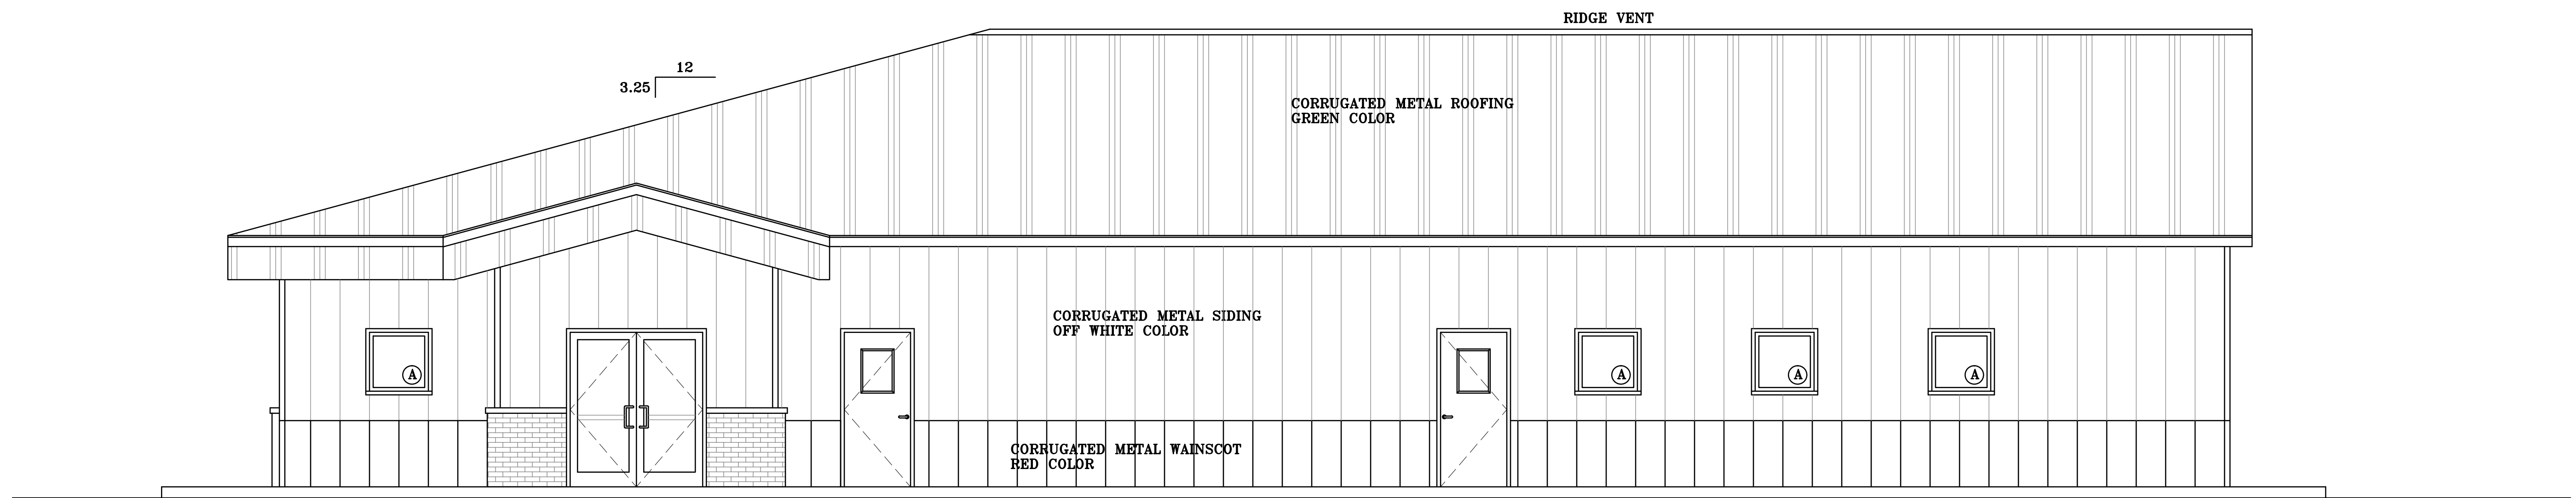 RIDGE VENT
12
3.25
CORRUGATED METAL ROOFING
GREEN COLOR
CORRUGATED METAL SIDING
OFF WHITE COLOR
A
A
A
A
CORRUGATED METAL WAINSCOT
RED COLOR